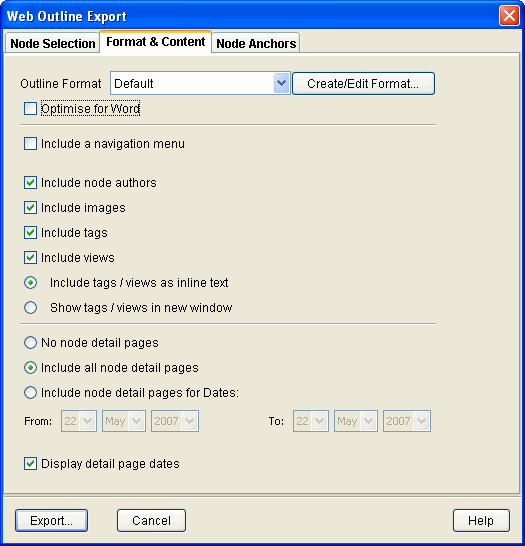 Web Outline Export
Node Selection Format & Content Node Anchors
Outline Format Default Create/Edit Format...
Optimise for Word
Include a navigation menu
Include node authors
Include images
Include tags
Include views
Include tags / views as inline text
Show tags / views in new window
No node detail pages
Include all node detail pages
Include node detail pages for Dates:
From: 22 May 2007 To: 22 May 2007
Display detail page dates
Export... Cancel Help